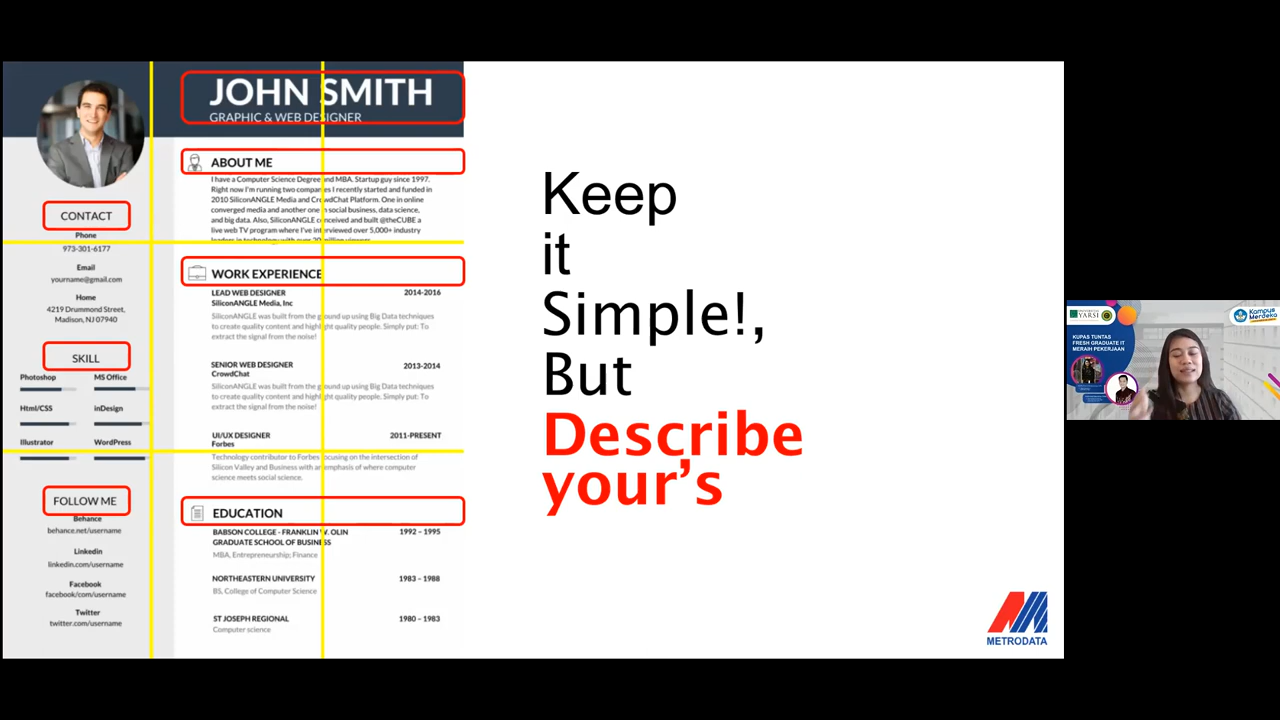 JOHN SMITH
GRAPHIC & WEB DESIGNER
CONTACT
Phone
973-301-6177
Email
yourname@gmail.com
Home
4219 Drummond Street,
Madison, NJ 07940
SKILL
Photoshop MS Office
Html/CSS inDesign
Illustrator WordPress
FOLLOW ME
Behance
behance.net/username
Linkedin
linkedin.com/username
Facebook
facebook/com/username
Twitter
twitter.com/username
ABOUT ME
I have a Computer Science Degree and MBA. Startup guy since 1997.
Right now I'm running two companies I recently started and funded in
2010 SiliconANGLE Media and CrowdChat Platform. One in online
converged media and another one in social business, data science,
and big data. Also, SiliconANGLE conceived and built @theCUBE a
live web TV program where I've interviewed over 5,000+ industry
leaders in technology with over 20 million viewers.
WORK EXPERIENCE
LEAD WEB DESIGNER 2014-2016
SiliconANGLE Media, Inc
SiliconANGLE was built from the ground up using Big Data techniques
to create quality content and highlight quality people. Simply put: To
extract the signal from the noise!
SENIOR WEB DESIGNER 2013-2014
CrowdChat
SiliconANGLE was built from the ground up using Big Data techniques
to create quality content and highlight quality people. Simply put: To
extract the signal from the noise!
UI/UX DESIGNER 2011-PRESENT
Forbes
Technology contributor to Forbes focusing on the intersection of
Silicon Valley and Business with an emphasis of where computer
science meets social science.
EDUCATION
BABSON COLLEGE - FRANKLIN W. OLIN 1992 – 1995
GRADUATE SCHOOL OF BUSINESS
MBA, Entrepreneurship; Finance
NORTHEASTERN UNIVERSITY 1983 – 1988
BS, College of Computer Science
ST JOSEPH REGIONAL 1980 – 1983
Computer science
Keep
it
Simple!,
But
Describe
your's
METRODATA
YARSI
Kampus
Merdeka
KUPAS TUNTAS
FRESH GRADUATE IT
MERAIH PEKERJAAN